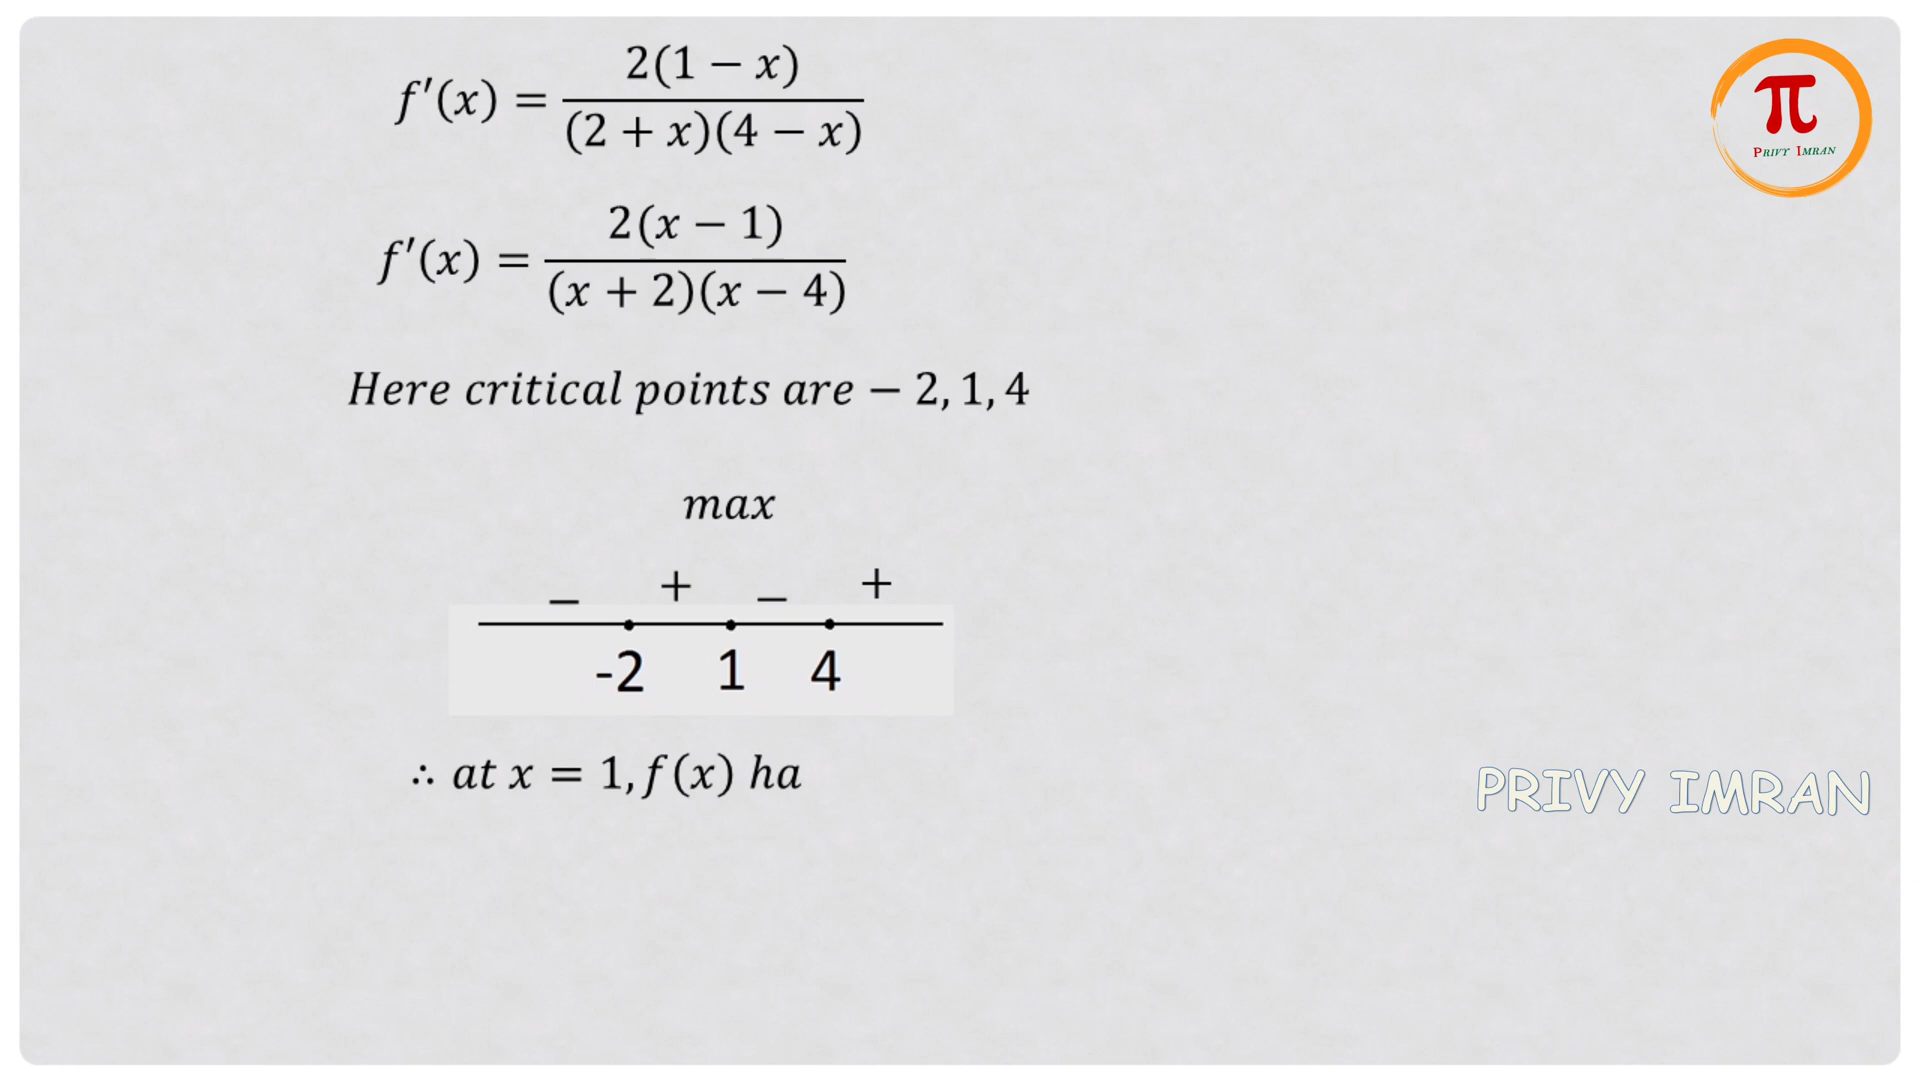 f′(x) = 2(1 − x) / (2 + x)(4 − x)
π
PRIVY IMRAN
f′(x) = 2(x − 1) / (x + 2)(x − 4)
Here critical points are − 2, 1, 4
max
− + − +
-2 1 4
∴ at x = 1, f(x) ha
PRIVY IMRAN